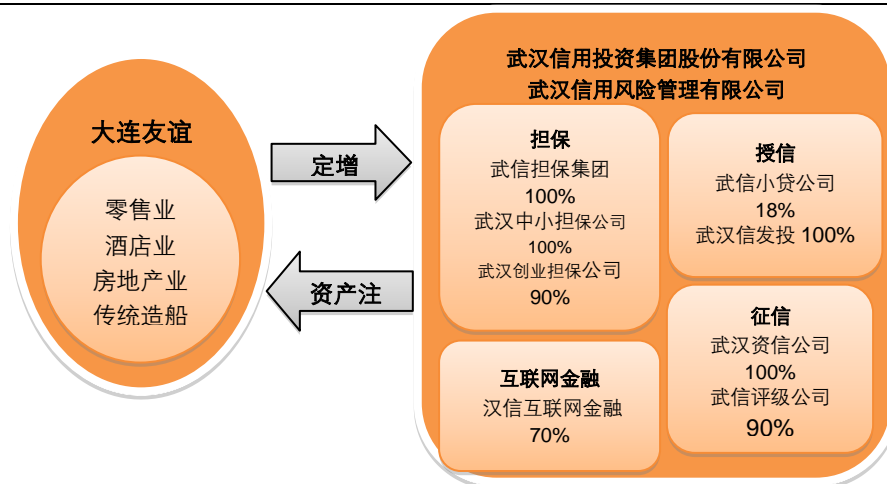 大连友谊
零售业
酒店业
房地产业
传统造船
定增
资产注
武汉信用投资集团股份有限公司
武汉信用风险管理有限公司
担保
武信担保集团
100%
武汉中小担保公司
100%
武汉创业担保公司
90%
授信
武信小贷公司
18%
武汉信发投 100%
互联网金融
汉信互联网金融
70%
征信
武汉资信公司
100%
武信评级公司
90%